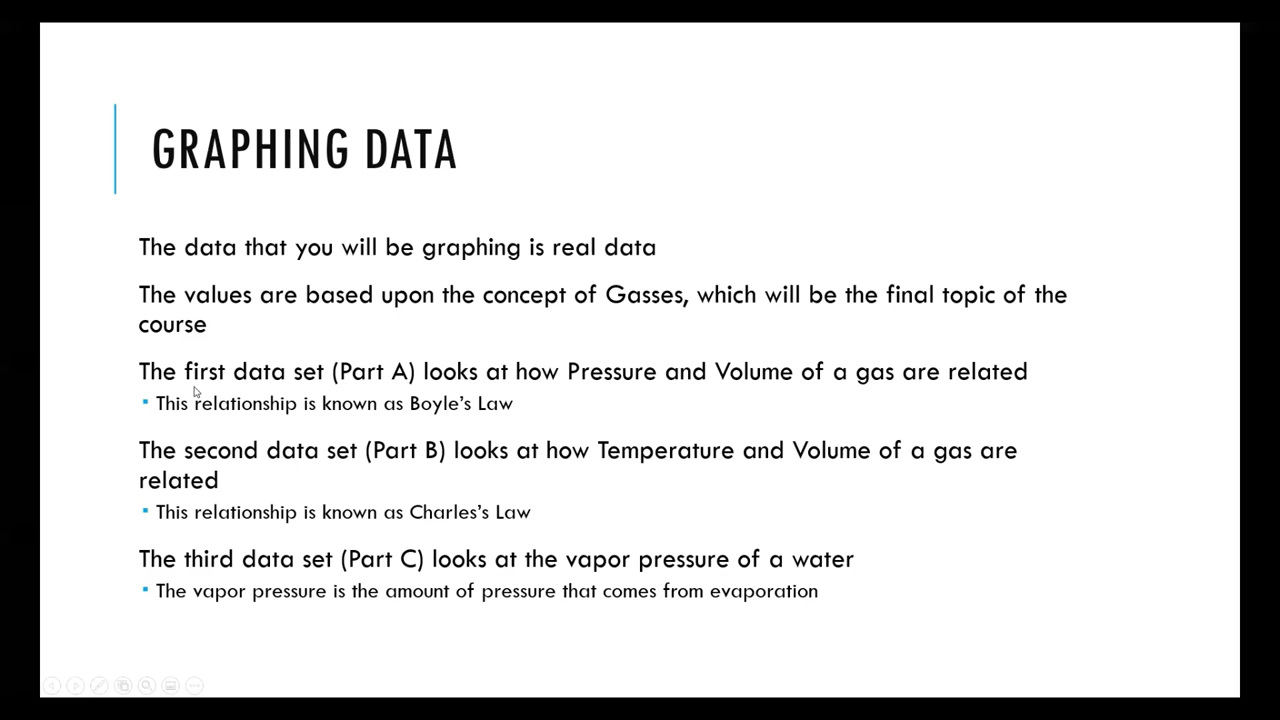 GRAPHING DATA
The data that you will be graphing is real data
The values are based upon the concept of Gasses, which will be the final topic of the
course
The first data set (Part A) looks at how Pressure and Volume of a gas are related
▪ This relationship is known as Boyle’s Law
The second data set (Part B) looks at how Temperature and Volume of a gas are
related
▪ This relationship is known as Charles’s Law
The third data set (Part C) looks at the vapor pressure of a water
▪ The vapor pressure is the amount of pressure that comes from evaporation